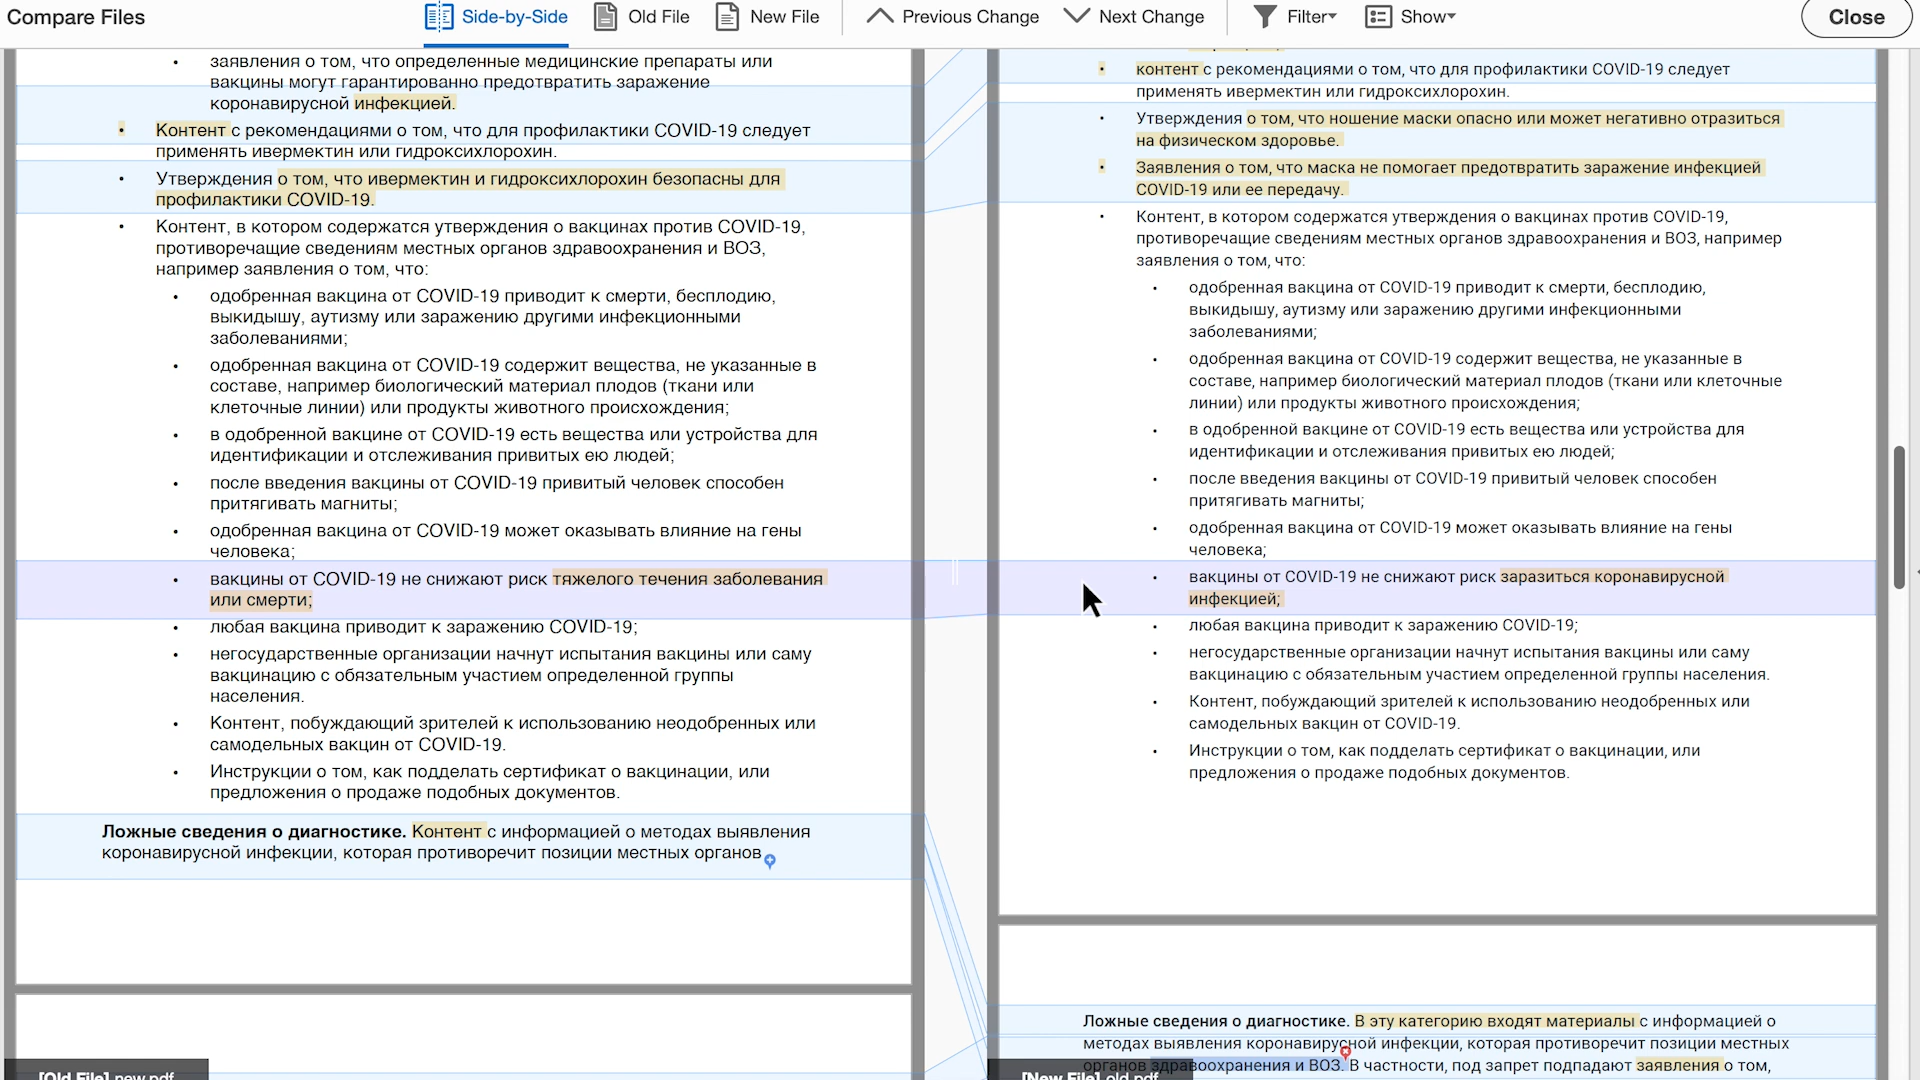 Compare Files
Side-by-Side
Old File
New File
Previous Change
Next Change
Filter
Show
Close
заявления о том, что определенные медицинские препараты или
вакцины могут гарантированно предотвратить заражение
коронавирусной инфекцией.
Контент с рекомендациями о том, что для профилактики COVID-19 следует
применять ивермектин или гидроксихлорохин.
Утверждения о том, что ивермектин и гидроксихлорохин безопасны для
профилактики COVID-19.
Контент, в котором содержатся утверждения о вакцинах против COVID-19,
противоречащие сведениям местных органов здравоохранения и ВОЗ,
например заявления о том, что:
одобренная вакцина от COVID-19 приводит к смерти, бесплодию,
выкидышу, аутизму или заражению другими инфекционными
заболеваниями;
одобренная вакцина от COVID-19 содержит вещества, не указанные в
составе, например биологический материал плодов (ткани или
клеточные линии) или продукты животного происхождения;
в одобренной вакцине от COVID-19 есть вещества или устройства для
идентификации и отслеживания привитых ею людей;
после введения вакцины от COVID-19 привитый человек способен
притягивать магниты;
одобренная вакцина от COVID-19 может оказывать влияние на гены
человека;
вакцины от COVID-19 не снижают риск тяжелого течения заболевания
или смерти;
любая вакцина приводит к заражению COVID-19;
негосударственные организации начнут испытания вакцины или саму
вакцинацию с обязательным участием определенной группы
населения.
Контент, побуждающий зрителей к использованию неодобренных или
самодельных вакцин от COVID-19.
Инструкции о том, как подделать сертификат о вакцинации, или
предложения о продаже подобных документов.
Ложные сведения о диагностике. Контент с информацией о методах выявления
коронавирусной инфекции, которая противоречит позиции местных органов
[Old File] new.pdf
контент с рекомендациями о том, что для профилактики COVID-19 следует
применять ивермектин или гидроксихлорохин.
Утверждения о том, что ношение маски опасно или может негативно отразиться
на физическом здоровье.
Заявления о том, что маска не помогает предотвратить заражение инфекцией
COVID-19 или ее передачу.
Контент, в котором содержатся утверждения о вакцинах против COVID-19,
противоречащие сведениям местных органов здравоохранения и ВОЗ, например
заявления о том, что:
одобренная вакцина от COVID-19 приводит к смерти, бесплодию,
выкидышу, аутизму или заражению другими инфекционными
заболеваниями;
одобренная вакцина от COVID-19 содержит вещества, не указанные в
составе, например биологический материал плодов (ткани или клеточные
линии) или продукты животного происхождения;
в одобренной вакцине от COVID-19 есть вещества или устройства для
идентификации и отслеживания привитых ею людей;
после введения вакцины от COVID-19 привитый человек способен
притягивать магниты;
одобренная вакцина от COVID-19 может оказывать влияние на гены
человека;
вакцины от COVID-19 не снижают риск заразиться коронавирусной
инфекцией;
любая вакцина приводит к заражению COVID-19;
негосударственные организации начнут испытания вакцины или саму
вакцинацию с обязательным участием определенной группы населения.
Контент, побуждающий зрителей к использованию неодобренных или
самодельных вакцин от COVID-19.
Инструкции о том, как подделать сертификат о вакцинации, или
предложения о продаже подобных документов.
Ложные сведения о диагностике. В эту категорию входят материалы с информацией о
методах выявления коронавирусной инфекции, которая противоречит позиции местных
органов здравоохранения и ВОЗ. В частности, под запрет подпадают заявления о том,
[New File] old.pdf